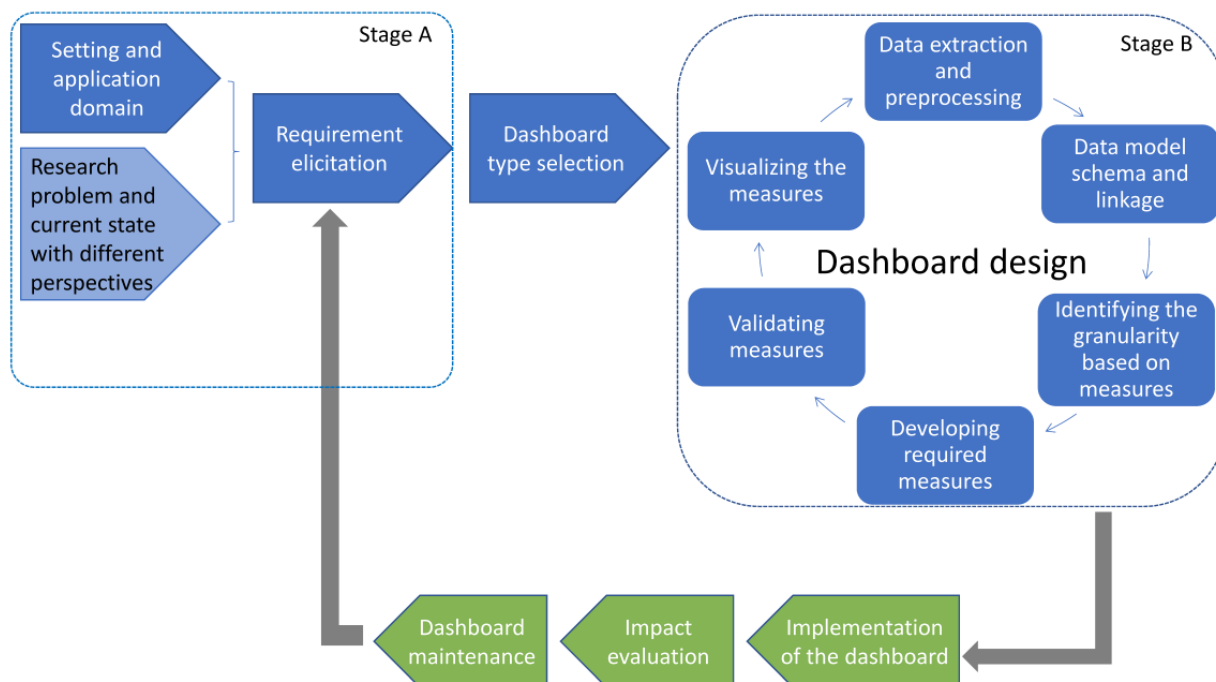 Stage A
Setting and
application
domain
Research
problem and
current state
with different
perspectives
Requirement
elicitation
Dashboard
type selection
Stage B
Data extraction
and
preprocessing
Data model
schema and
linkage
Identifying the
granularity
based on
measures
Developing
required
measures
Validating
measures
Visualizing the
measures
Dashboard design
Implementation
of the dashboard
Impact
evaluation
Dashboard
maintenance